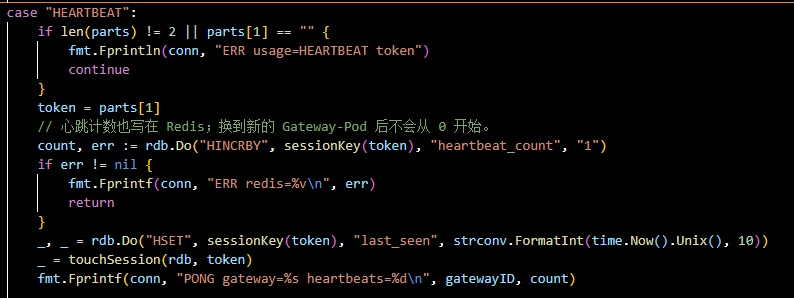 case "HEARTBEAT":
    if len(parts) != 2 || parts[1] == "" {
        fmt.Fprintln(conn, "ERR usage=HEARTBEAT token")
        continue
    }
    token = parts[1]
    // 心跳计数也写在 Redis；换到新的 Gateway-Pod 后不会从 0 开始。
    count, err := rdb.Do("HINCRBY", sessionKey(token), "heartbeat_count", "1")
    if err != nil {
        fmt.Fprintf(conn, "ERR redis=%v\n", err)
        return
    }
    _, _ = rdb.Do("HSET", sessionKey(token), "last_seen", strconv.FormatInt(time.Now().Unix(), 10))
    _ = touchSession(rdb, token)
    fmt.Fprintf(conn, "PONG gateway=%s heartbeats=%d\n", gatewayID, count)